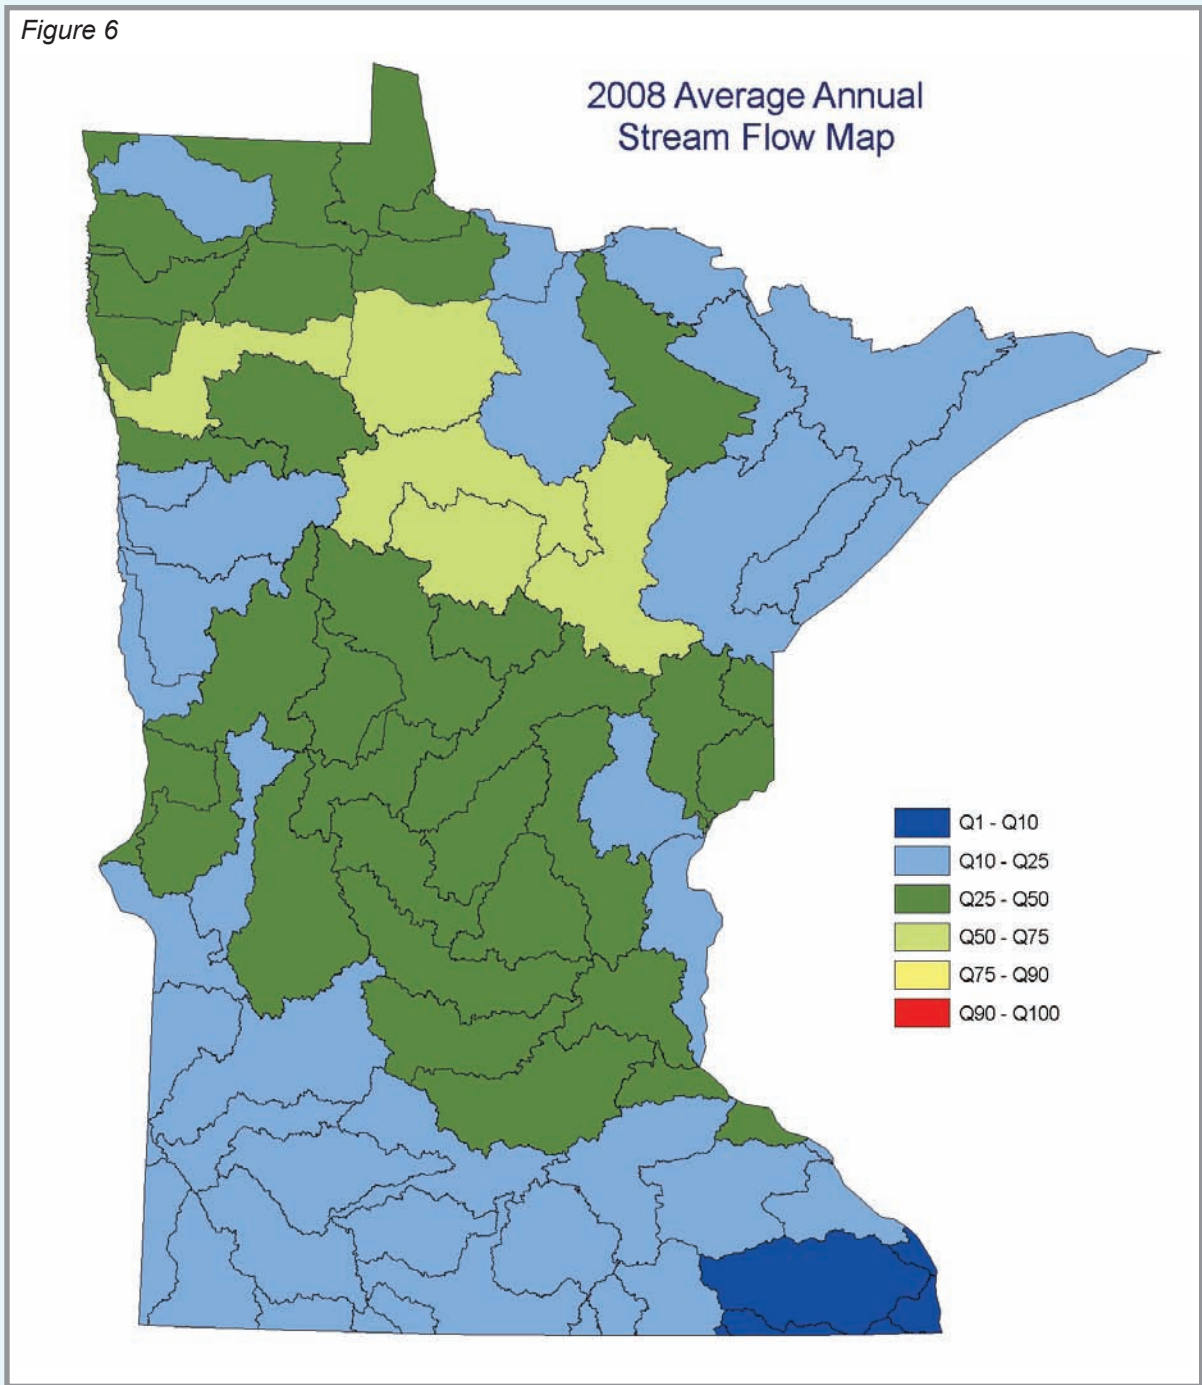 Figure 6
2008 Average Annual
Stream Flow Map
Q1 - Q10
Q10 - Q25
Q25 - Q50
Q50 - Q75
Q75 - Q90
Q90 - Q100